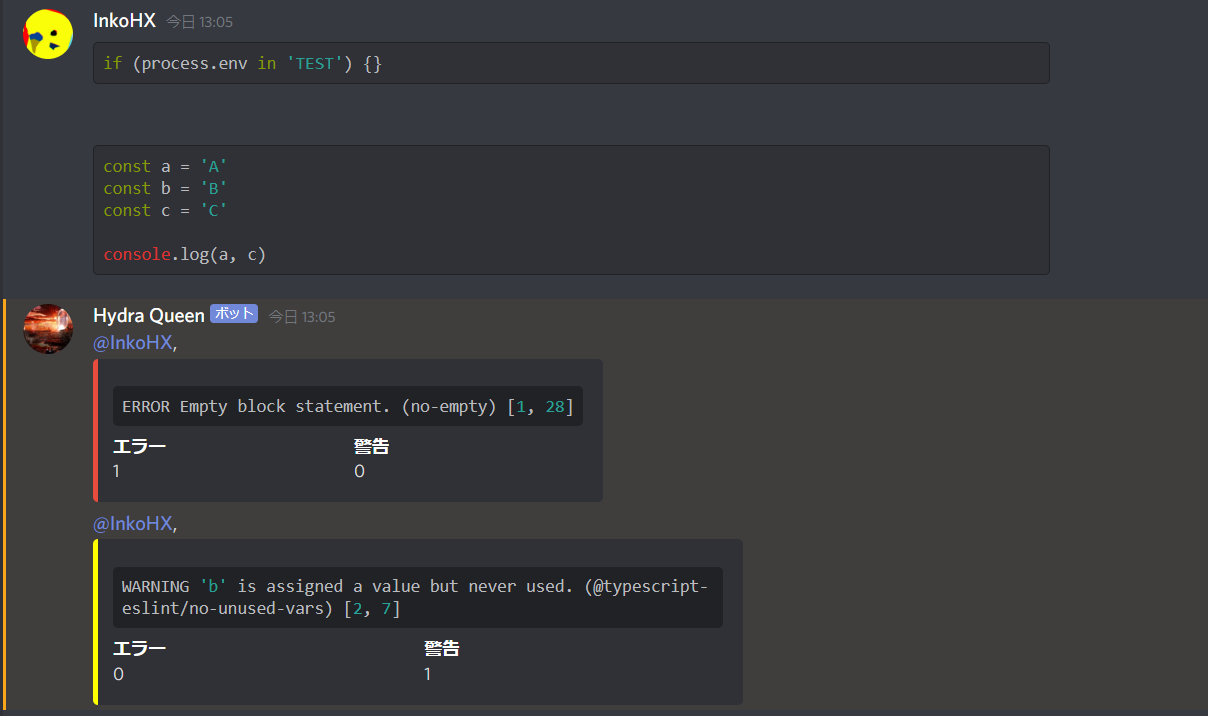 InkoHX 今日 13:05
if (process.env in 'TEST') {}
const a = 'A'
const b = 'B'
const c = 'C'
console.log(a, c)
Hydra Queen ボット 今日 13:05
@InkoHX,
ERROR Empty block statement. (no-empty) [1, 28]
エラー 警告
1 0
@InkoHX,
WARNING 'b' is assigned a value but never used. (@typescript-
eslint/no-unused-vars) [2, 7]
エラー 警告
0 1